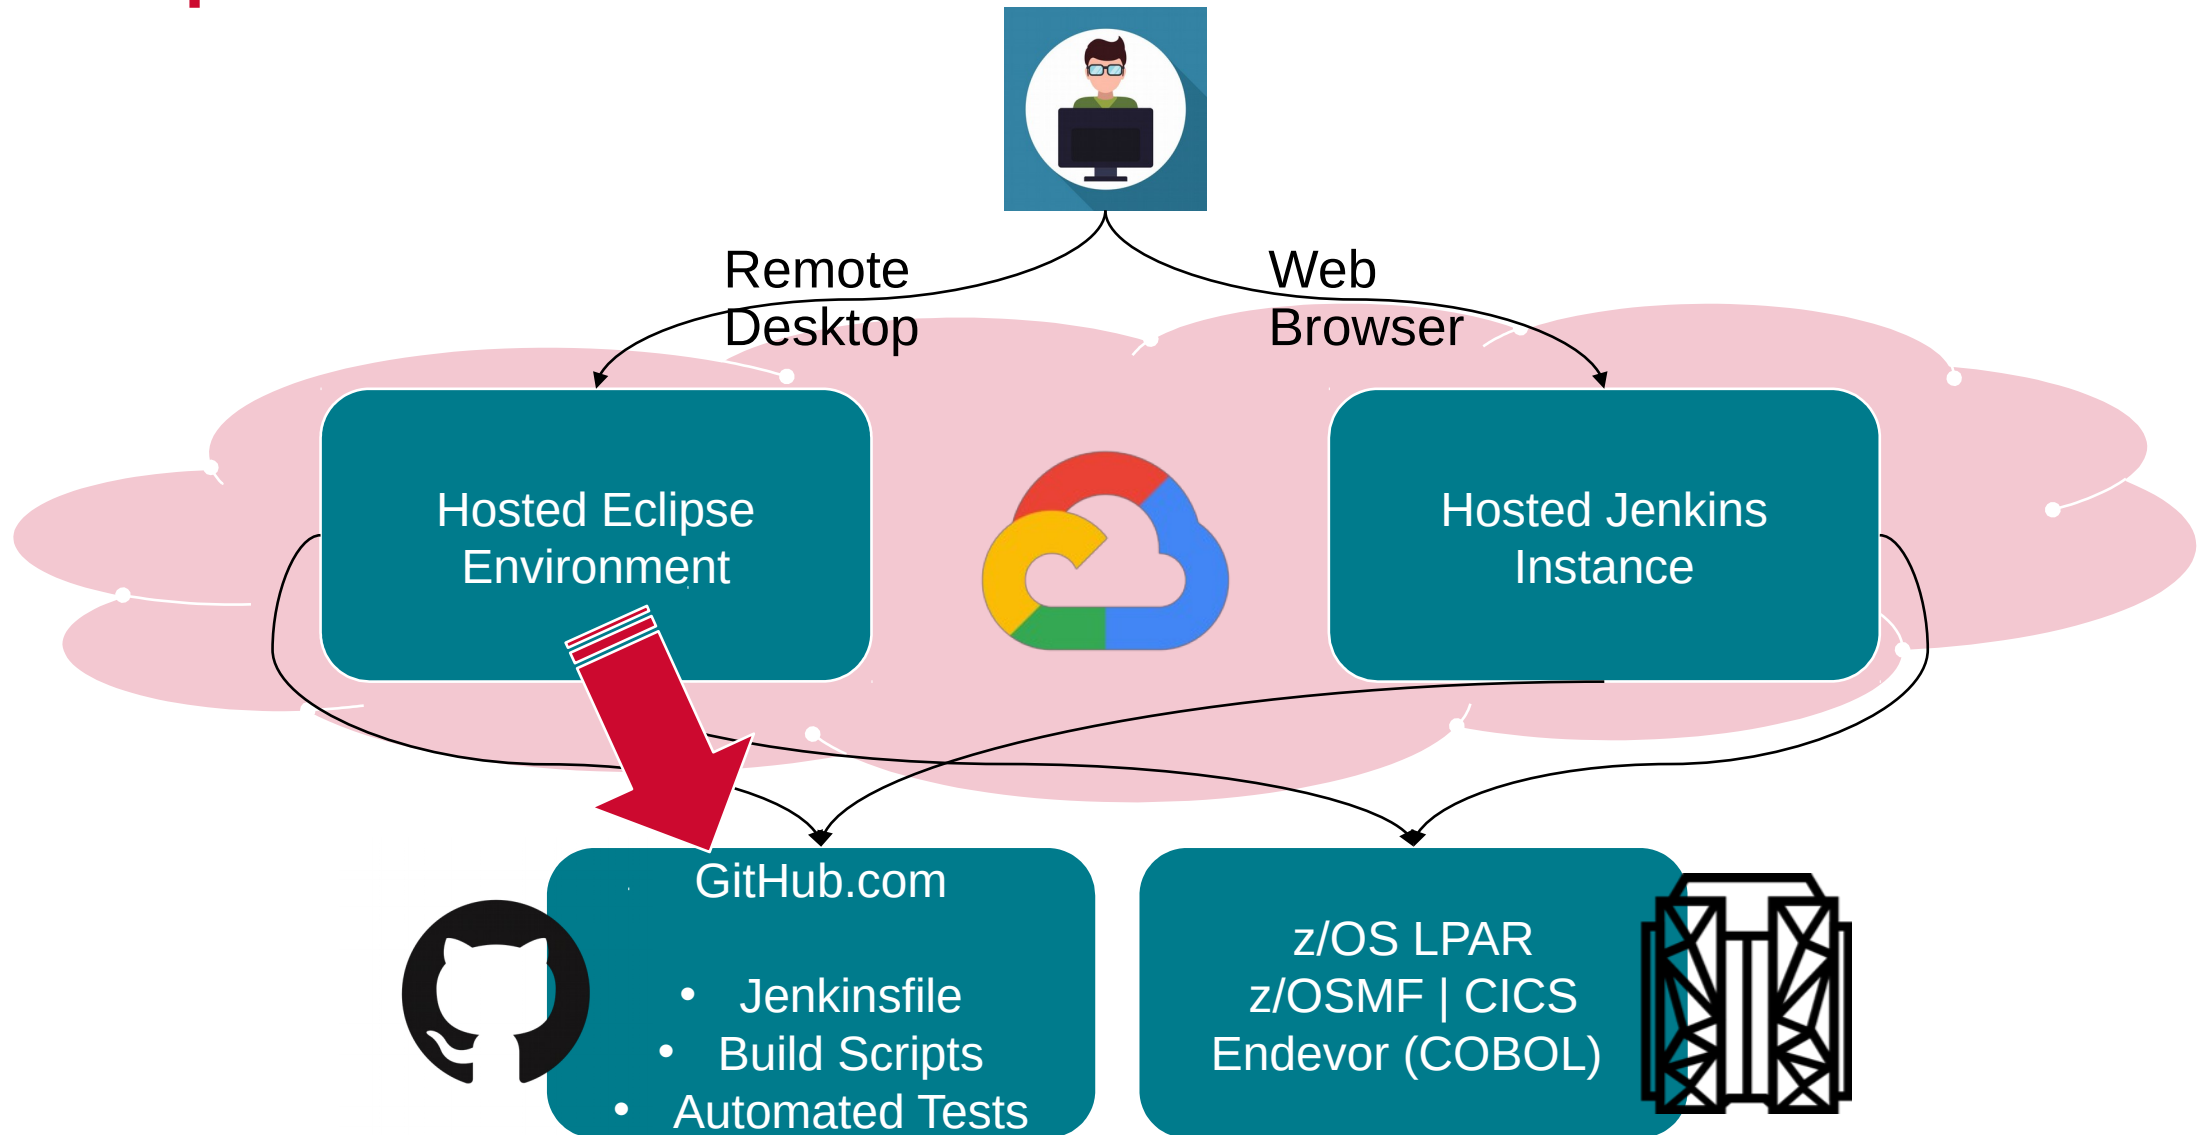 Remote
Desktop
Web
Browser
Hosted Eclipse
Environment
Hosted Jenkins
Instance
GitHub.com
• Jenkinsfile
• Build Scripts
• Automated Tests
z/OS LPAR
z/OSMF | CICS
Endevor (COBOL)